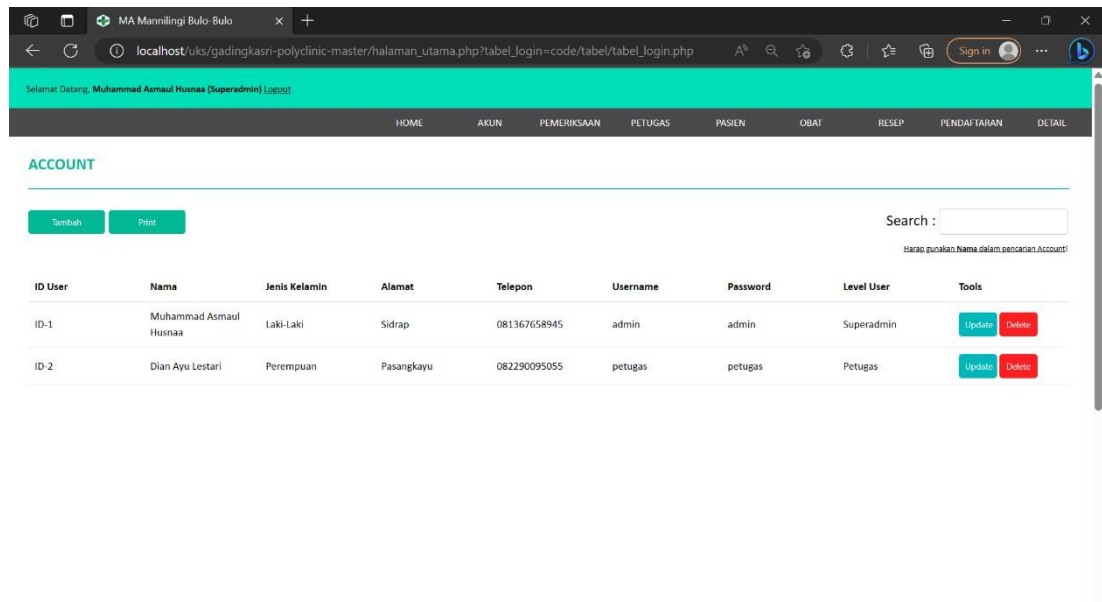 MA Mannilingi Bulo-Bulo
localhost/uks/gadingkasri-polyclinic-master/halaman_utama.php?tabel_login=code/tabel/tabel_login.php
Sign in
Selamat Datang, Muhammad Asmaul Husnaa (Superadmin) Logout
HOME AKUN PEMERIKSAAN PETUGAS PASIEN OBAT RESEP PENDAFTARAN DETAIL
ACCOUNT
Tambah Print Search :
Harap gunakan Nama dalam pencarian Account!
ID User Nama Jenis Kelamin Alamat Telepon Username Password Level User Tools
ID-1 Muhammad Asmaul Husnaa Laki-Laki Sidrap 081367658945 admin admin Superadmin Update Delete
ID-2 Dian Ayu Lestari Perempuan Pasangkayu 082290095055 petugas petugas Petugas Update Delete